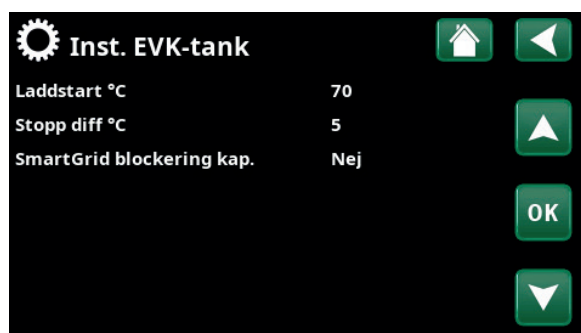 Inst. EVK-tank
Laddstart °C 70
Stopp diff °C 5
SmartGrid blockering kap. Nej
OK